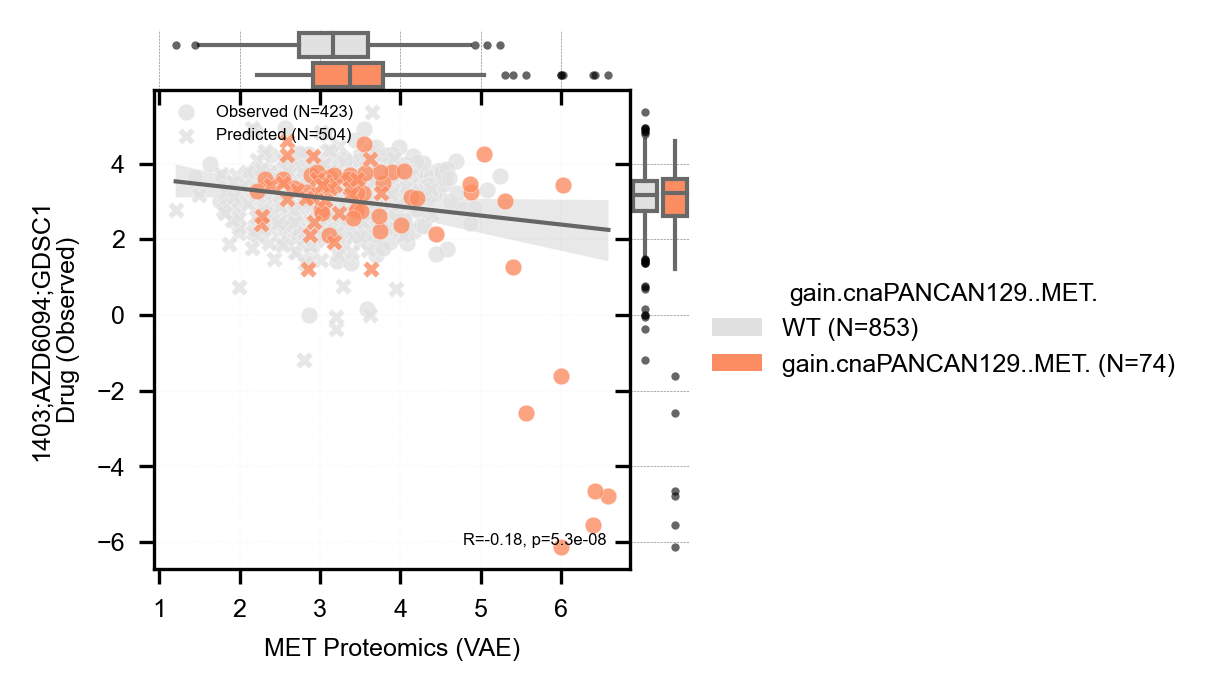 Observed (N=423)
Predicted (N=504)
4
2
0
−2
−4
−6
1403;AZD6094;GDSC1
Drug (Observed)
R=-0.18, p=5.3e-08
1 2 3 4 5 6
MET Proteomics (VAE)
gain.cnaPANCAN129..MET.
WT (N=853)
gain.cnaPANCAN129..MET. (N=74)